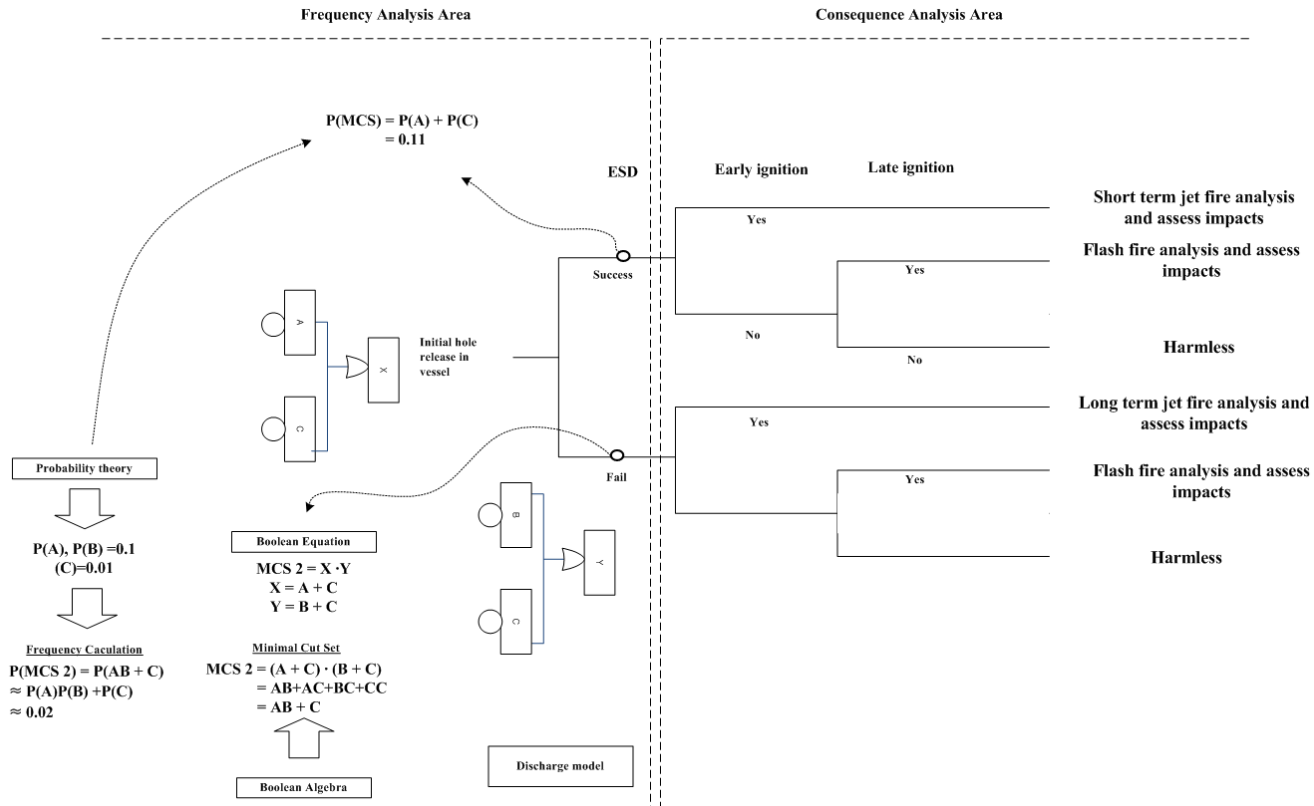 Frequency Analysis Area
Consequence Analysis Area
P(MCS) = P(A) + P(C)
= 0.11
ESD
Early ignition
Late ignition
Short term jet fire analysis
and assess impacts
Yes
Flash fire analysis and assess
impacts
Yes
Success
A
X
C
Initial hole
release in
vessel
No
No
Harmless
Long term jet fire analysis and
assess impacts
Yes
Fail
Yes
Flash fire analysis and assess
impacts
Harmless
B
Y
C
Probability theory
P(A), P(B) =0.1
(C)=0.01
Frequency Caculation
P(MCS 2) = P(AB + C)
≈ P(A)P(B) +P(C)
≈ 0.02
Boolean Equation
MCS 2 = X ·Y
X = A + C
Y = B + C
Minimal Cut Set
MCS 2 = (A + C) · (B + C)
= AB+AC+BC+CC
= AB + C
Boolean Algebra
Discharge model